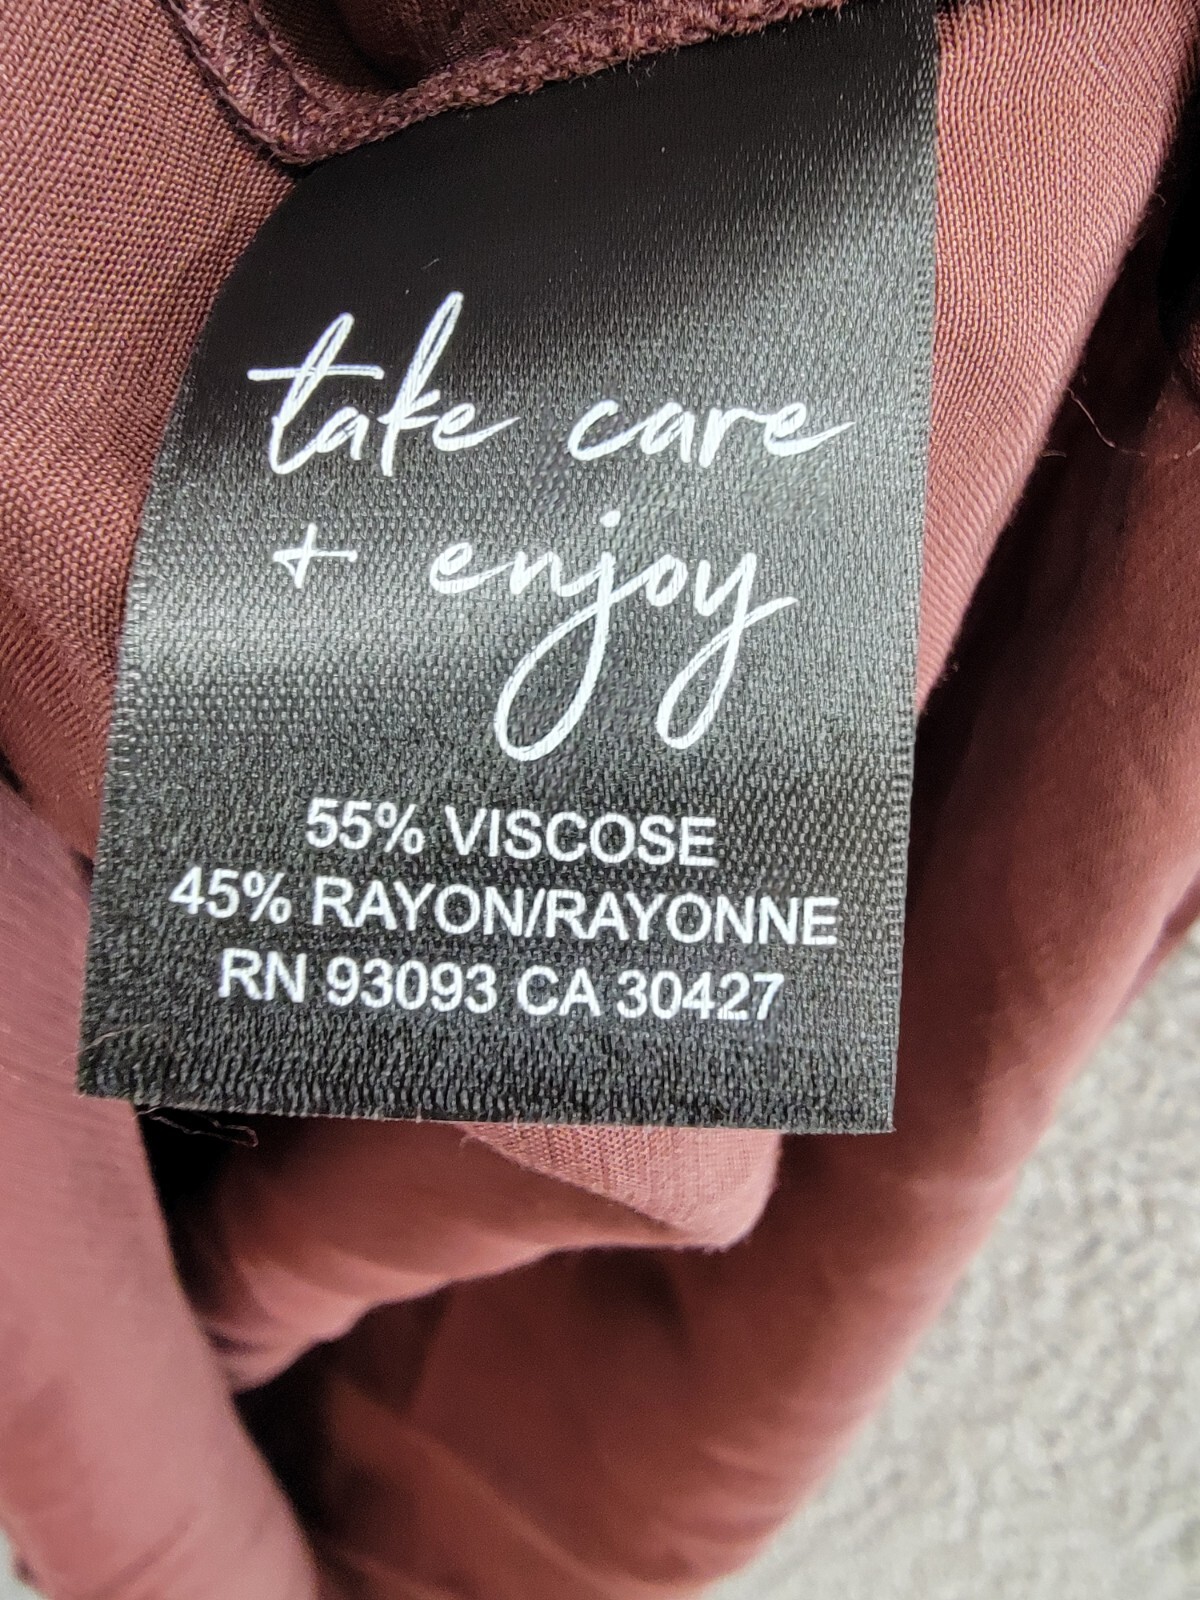 take care
+ enjoy
55% VISCOSE
45% RAYON/RAYONNE
RN 93093 CA 30427